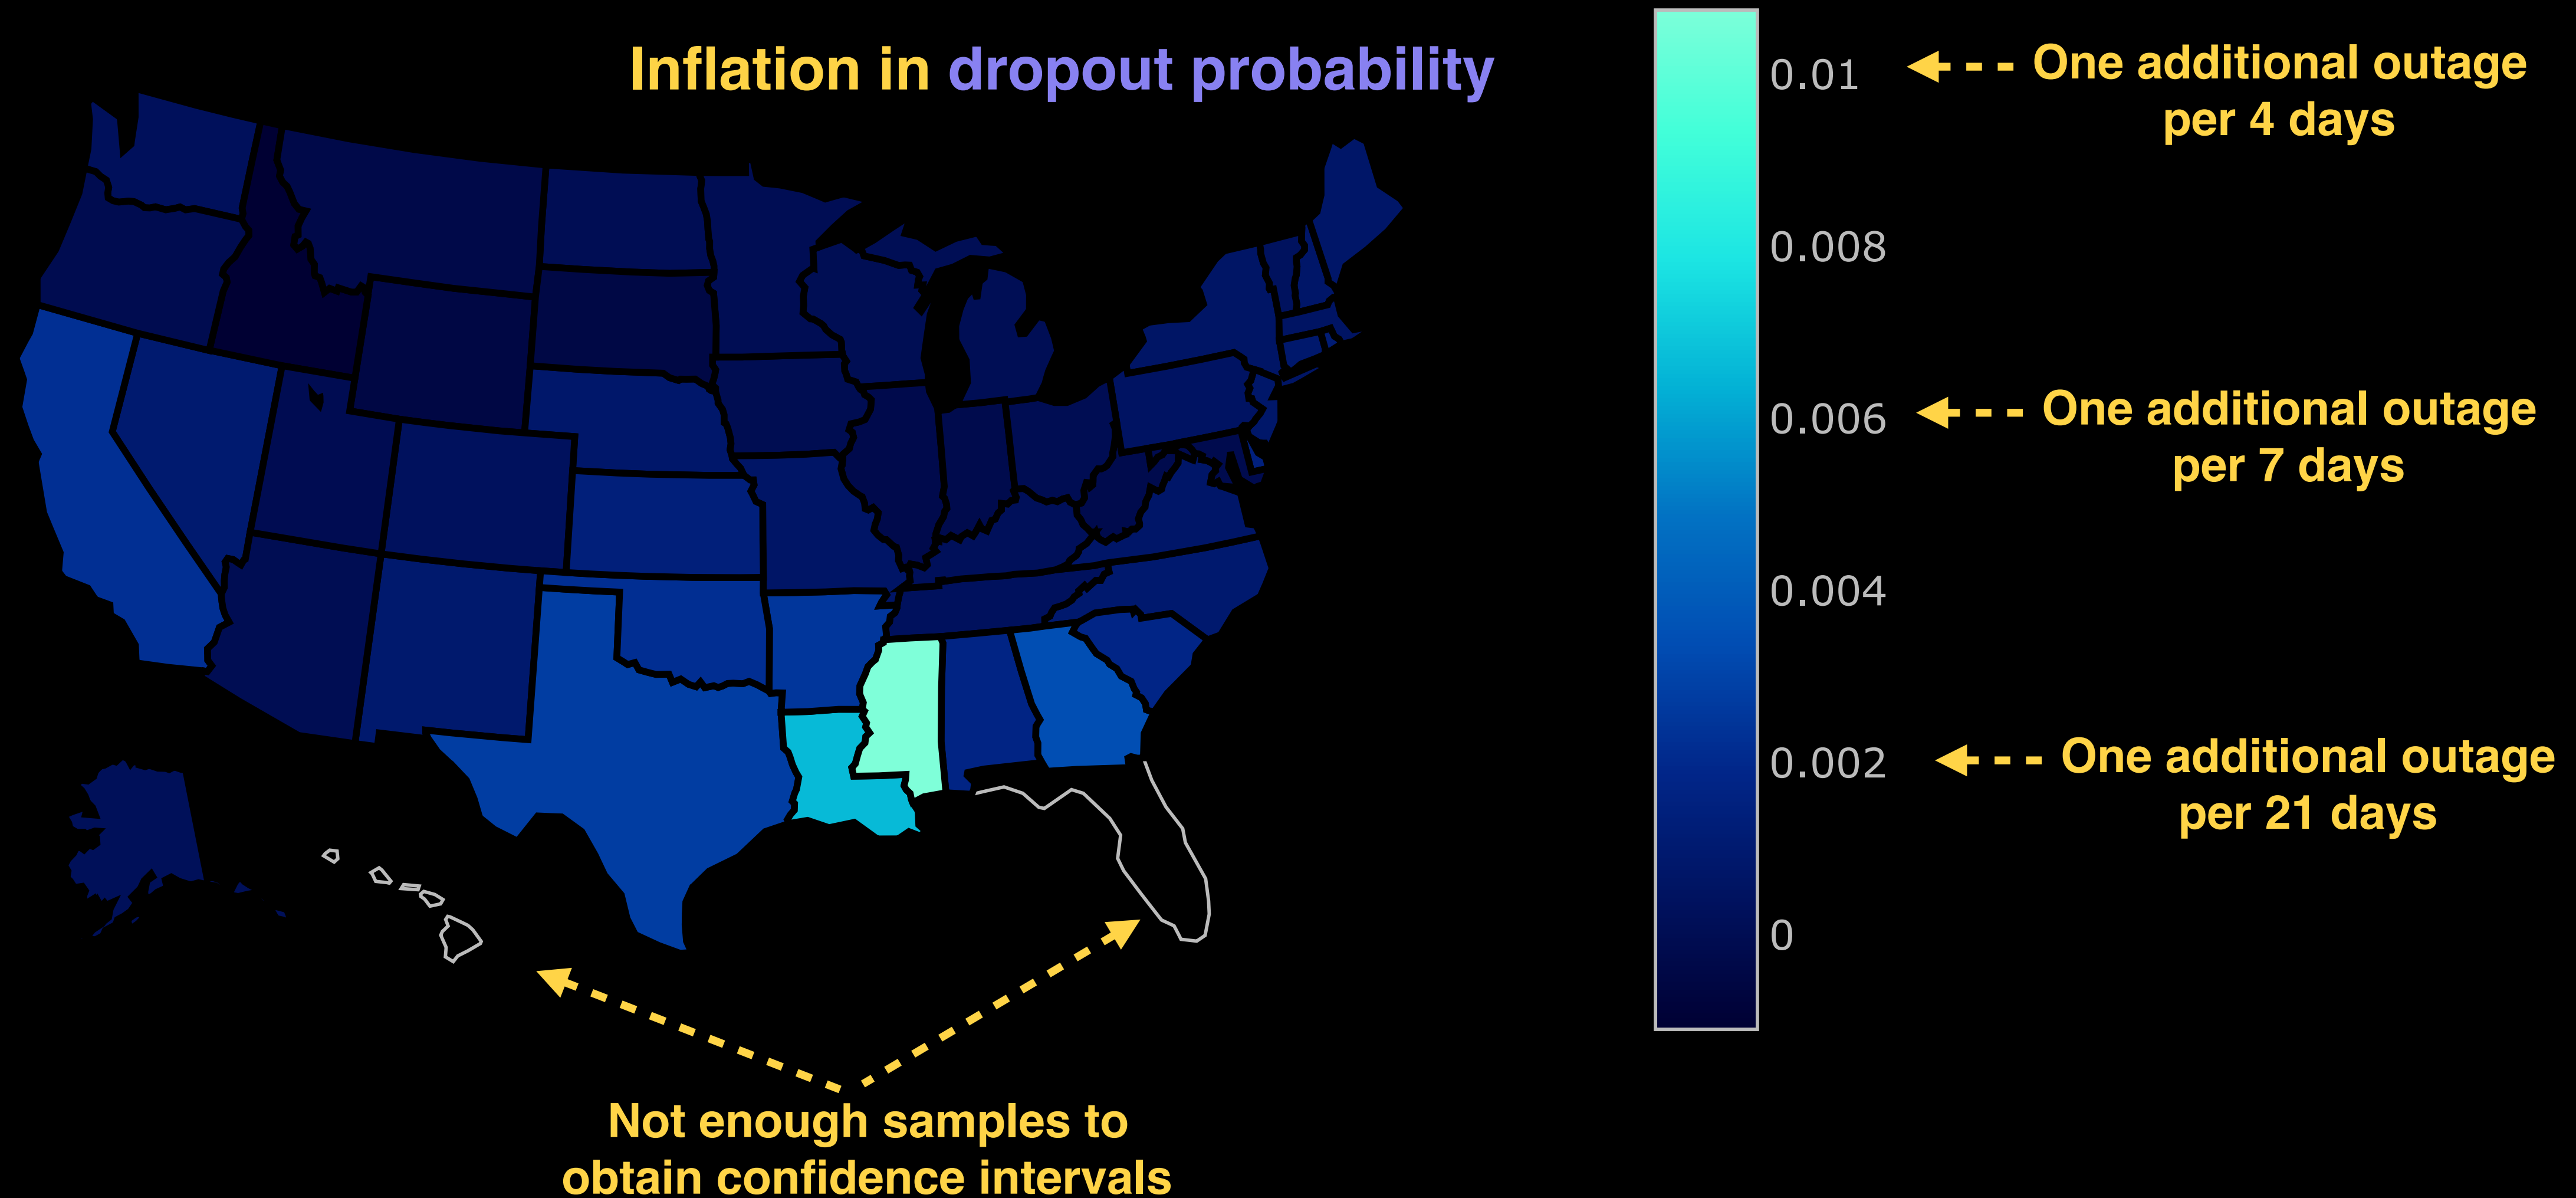 Inflation in dropout probability
0.01
One additional outage
per 4 days
0.008
0.006
One additional outage
per 7 days
0.004
0.002
One additional outage
per 21 days
0
Not enough samples to
obtain confidence intervals